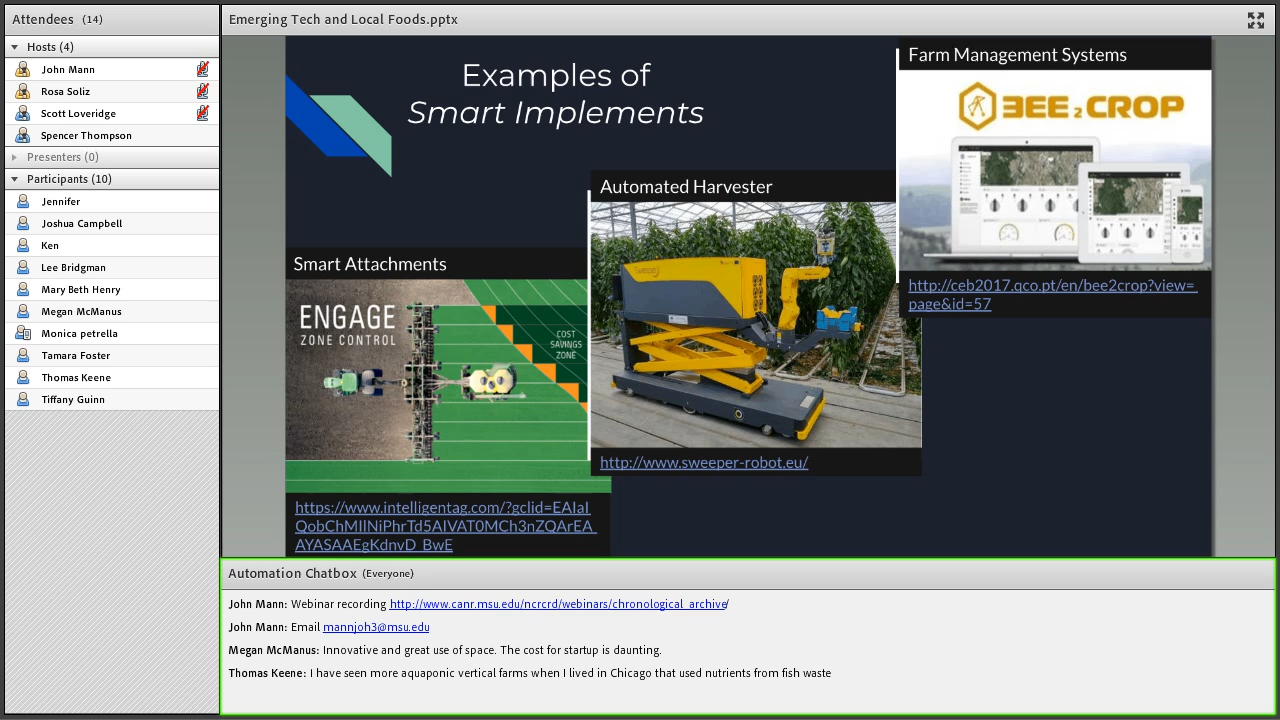 Attendees (14)
Hosts (4)
John Mann
Rosa Soliz
Scott Loveridge
Spencer Thompson
Presenters (0)
Participants (10)
Jennifer
Joshua Campbell
Ken
Lee Bridgman
Mary Beth Henry
Megan McManus
Monica petrella
Tamara Foster
Thomas Keene
Tiffany Guinn
Emerging Tech and Local Foods.pptx
Examples of
Smart Implements
Smart Attachments
ENGAGE
ZONE CONTROL
COST
SAVINGS
ZONE
https://www.intelligentag.com/?gclid=EAIaI
QobChMIlNiPhrTd5AIVAT0MCh3nZQArEA
AYASAAEgKdnvD_BwE
Automated Harvester
Sweeper
http://www.sweeper-robot.eu/
Farm Management Systems
BEE2CROP
http://ceb2017.qco.pt/en/bee2crop?view=
page&id=57
Automation Chatbox (Everyone)
John Mann: Webinar recording http://www.canr.msu.edu/ncrcrd/webinars/chronological_archive/
John Mann: Email mannjoh3@msu.edu
Megan McManus: Innovative and great use of space. The cost for startup is daunting.
Thomas Keene: I have seen more aquaponic vertical farms when I lived in Chicago that used nutrients from fish waste